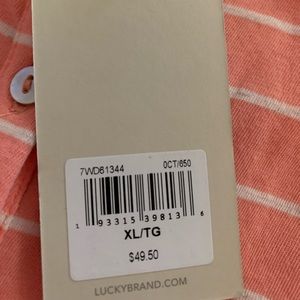 7WD61344 OCT/650
1 93315 39813 6
XL/TG
$49.50
LUCKYBRAND.COM